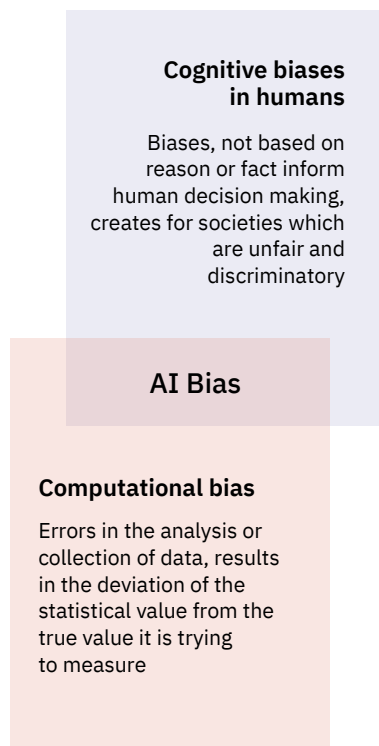 Cognitive biases
in humans
Biases, not based on
reason or fact inform
human decision making,
creates for societies which
are unfair and
discriminatory
AI Bias
Computational bias
Errors in the analysis or
collection of data, results
in the deviation of the
statistical value from the
true value it is trying
to measure